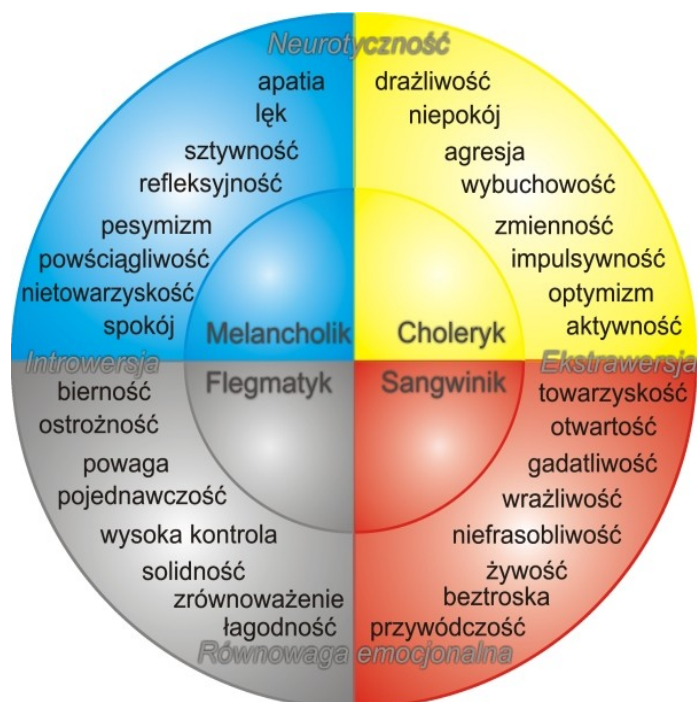 Neurotyczność
apatia
lęk
sztywność
refleksyjność
pesymizm
powściągliwość
nietowarzyskość
spokój
Melancholik
drażliwość
niepokój
agresja
wybuchowość
zmienność
impulsywność
optymizm
aktywność
Choleryk
Introwersja
Ekstrawersja
Flegmatyk
bierność
ostrożność
powaga
pojednawczość
wysoka kontrola
solidność
zrównoważenie
łagodność
Sangwinik
towarzyskość
otwartość
gadatliwość
wrażliwość
niefrasobliwość
żywość
beztroska
przywódczość
Równowaga emocjonalna